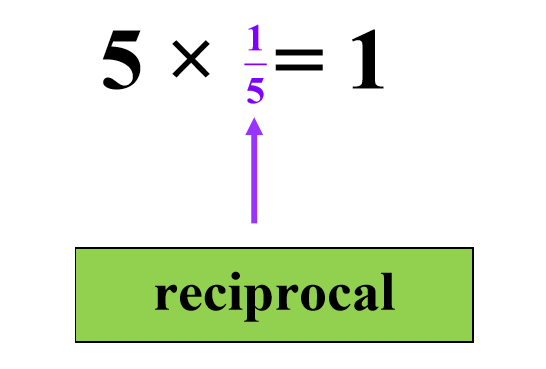 5 × 1/5 = 1
reciprocal